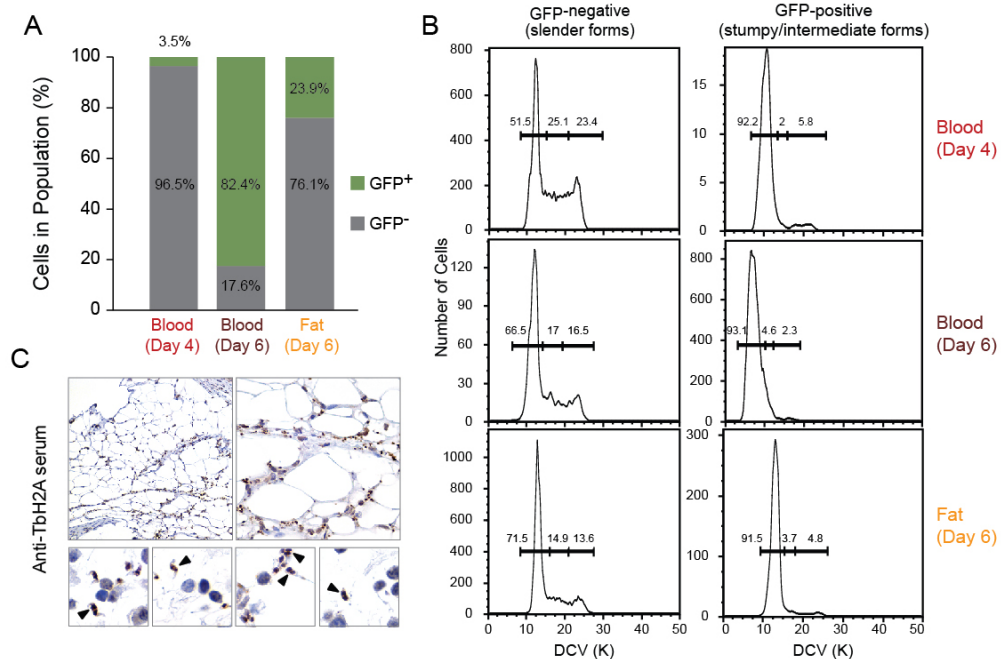 A
3.5%
100
80
60
40
20
0
Cells in Population (%)
23.9%
96.5%
82.4%
76.1%
17.6%
GFP+
GFP-
Blood
(Day 4)
Blood
(Day 6)
Fat
(Day 6)
B
GFP-negative
(slender forms)
GFP-positive
(stumpy/intermediate forms)
Number of Cells
800
600
400
200
0
51.5 25.1 23.4
15
10
5
0
92.2 2 5.8
Blood
(Day 4)
120
90
60
30
0
66.5 17 16.5
800
600
400
200
0
93.1 4.6 2.3
Blood
(Day 6)
1000
800
600
400
200
0
71.5 14.9 13.6
300
200
100
0
91.5 3.7 4.8
Fat
(Day 6)
0 10 20 30 40 50
DCV (K)
0 10 20 30 40 50
DCV (K)
C
Anti-TbH2A serum